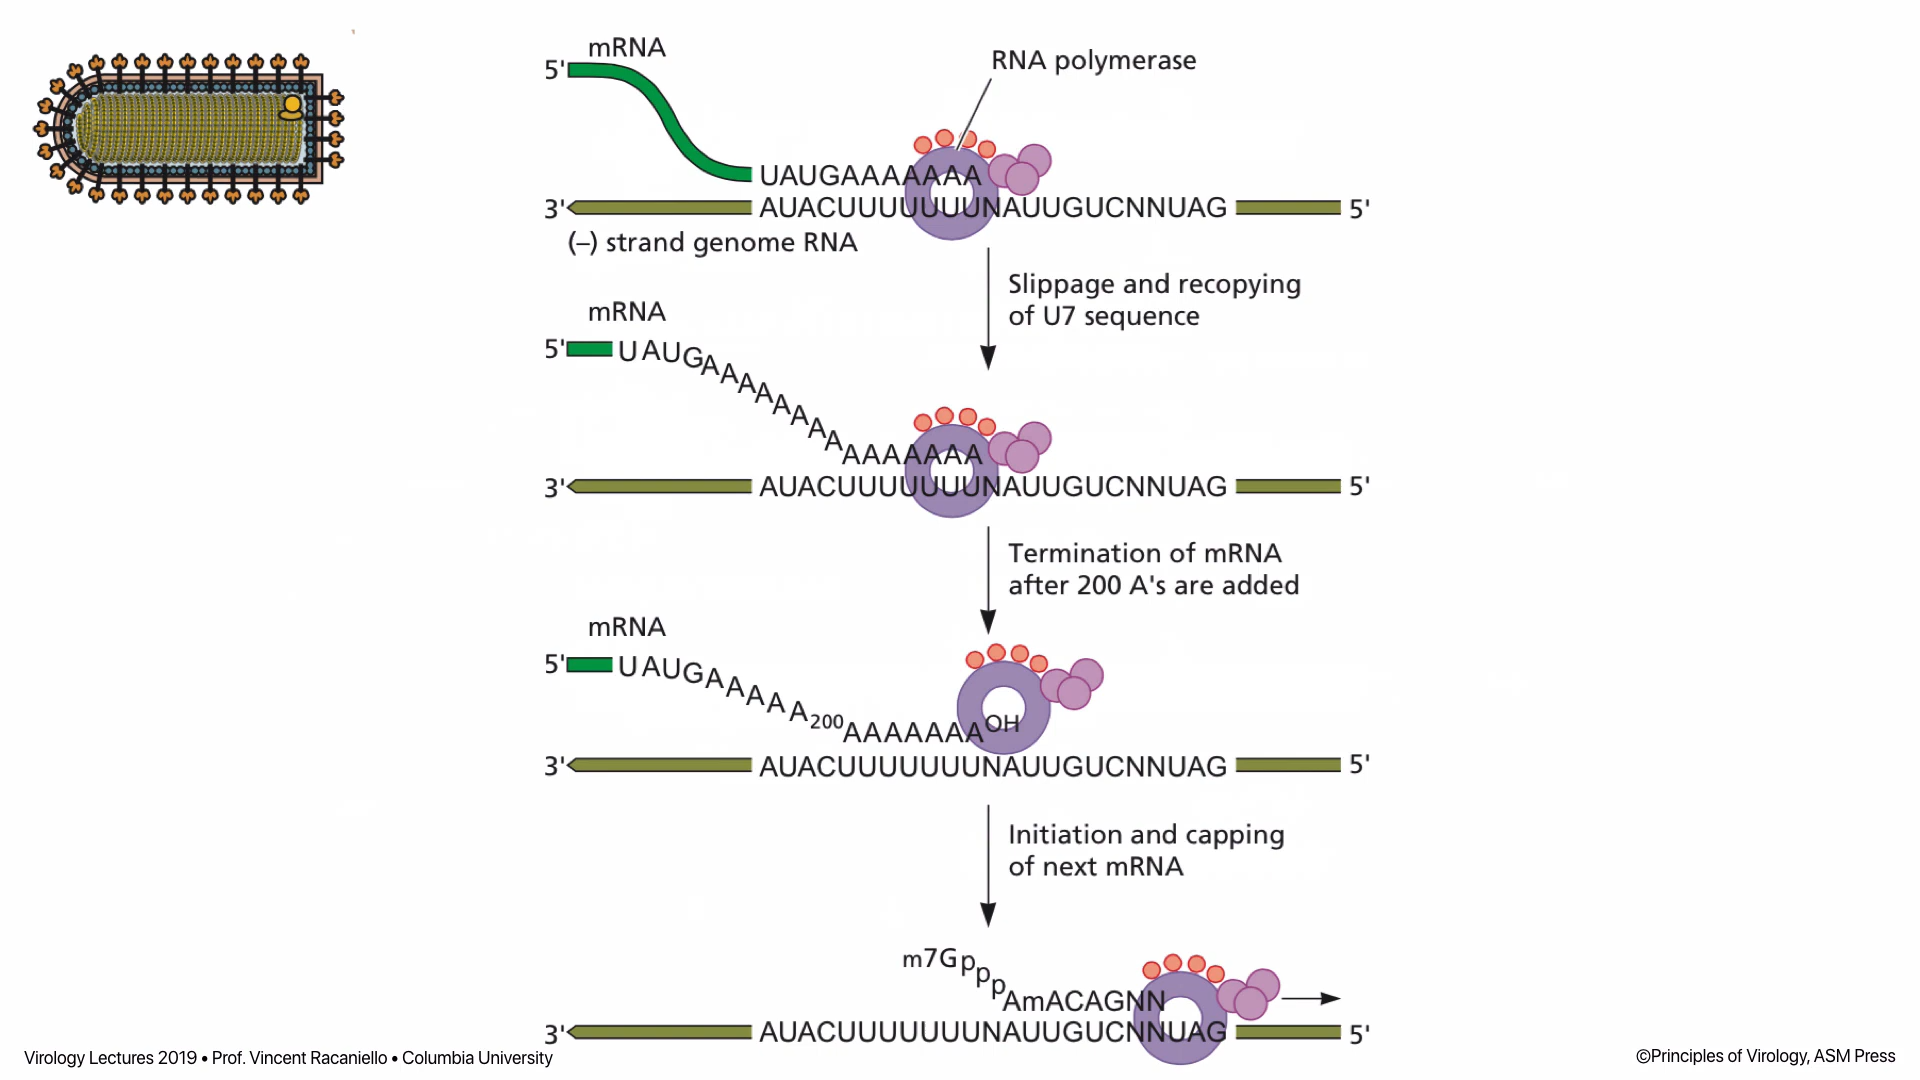 mRNA
5'
RNA polymerase
UAUGAAAAAAA
3' AUACUUUUUUUNAUUGUCNNUAG 5'
(–) strand genome RNA
Slippage and recopying
of U7 sequence
mRNA
5' UAUGAAAAAAAA
AAAAAAA
3' AUACUUUUUUUNAUUGUCNNUAG 5'
Termination of mRNA
after 200 A's are added
mRNA
5' UAUGAAAAA200AAAAAAAOH
3' AUACUUUUUUUNAUUGUCNNUAG 5'
Initiation and capping
of next mRNA
m7GpppAmACAGNN
3' AUACUUUUUUUNAUUGUCNNUAG 5'
Virology Lectures 2019 • Prof. Vincent Racaniello • Columbia University
©Principles of Virology, ASM Press